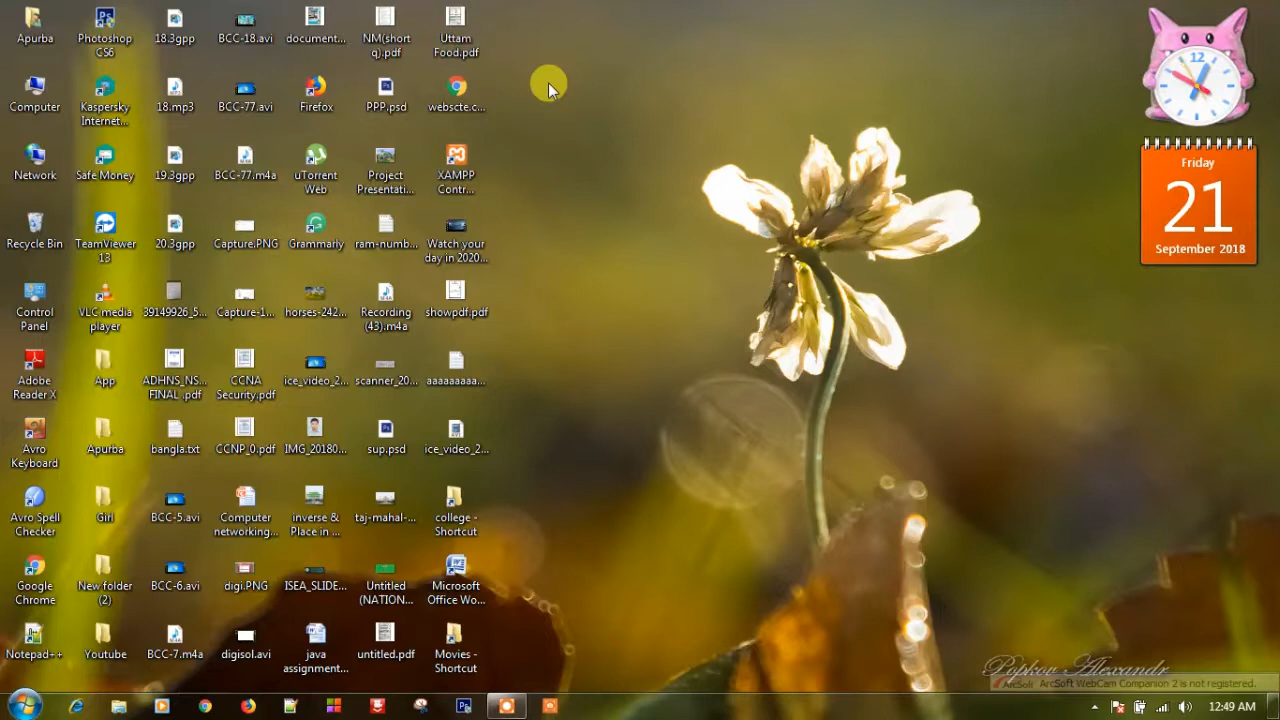 Apurba
Photoshop
CS6
18.3gpp
BCC-18.avi
document...
NM(short
q).pdf
Uttam
Food.pdf
Computer
Kaspersky
Internet...
18.mp3
BCC-77.avi
Firefox
PPP.psd
webscte.c...
Network
Safe Money
19.3gpp
BCC-77.m4a
uTorrent
Web
Project
Presentati...
XAMPP
Contr...
Recycle Bin
TeamViewer
13
20.3gpp
Capture.PNG
Grammarly
ram-numb...
Watch your
day in 2020...
Control
Panel
VLC media
player
39149926_5...
Capture-1...
horses-242...
Recording
(43).m4a
showpdf.pdf
Adobe
Reader X
App
ADHNS_NS...
FINAL .pdf
CCNA
Security.pdf
ice_video_2...
scanner_20...
aaaaaaaaa...
Avro
Keyboard
Apurba
bangla.txt
CCNP_0.pdf
IMG_20180...
sup.psd
ice_video_2...
Avro Spell
Checker
Girl
BCC-5.avi
Computer
networking...
inverse &
Place in ...
taj-mahal-...
college -
Shortcut
Google
Chrome
New folder
(2)
BCC-6.avi
digi.PNG
ISEA_SLIDE...
Untitled
(NATION...
Microsoft
Office Wo...
Notepad++
Youtube
BCC-7.m4a
digisol.avi
java
assignment...
untitled.pdf
Movies -
Shortcut
12
Friday
21
September 2018
Popkov Alexandr
ArcSoft ArcSoft WebCam Companion 2 is not registered.
12:49 AM